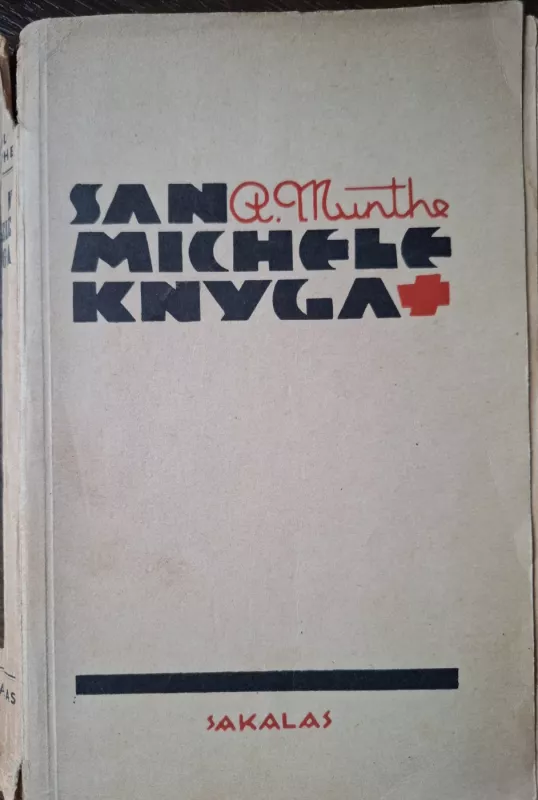 SAN A. Munthe
MICHELE
KNYGA
SAKALAS